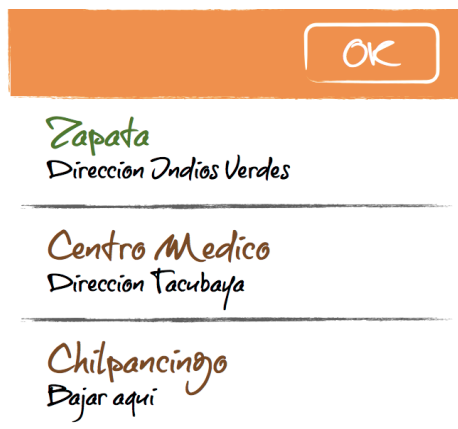 OK
Zapata
Direccion Indios Verdes
Centro Medico
Direccion Tacubaya
Chilpancingo
Bajar aqui